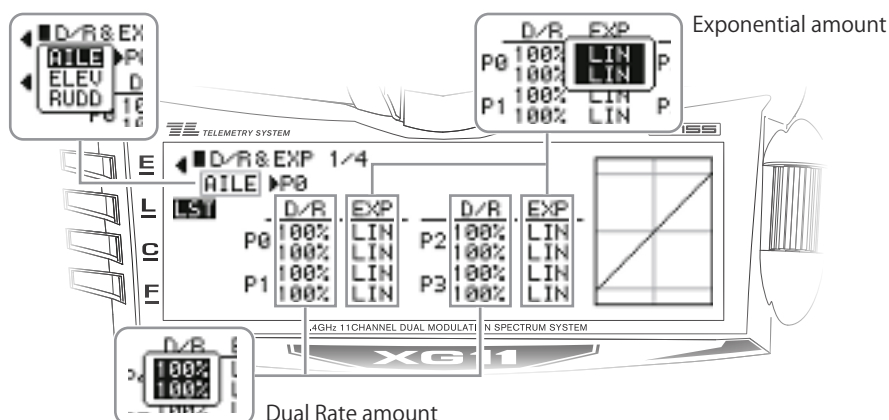 ■D/R& EX
AILE ▶P
ELEV D
RUDD 10
D/R EXP
P0 100% LIN P
100% LIN
P1 100% LIN P
100% LIN
Exponential amount
TELEMETRY SYSTEM
E
L
C
F
■D/R& EXP 1/4
AILE ▶P0
LST
D/R EXP D/R EXP
P0 100% LIN P2 100% LIN
100% LIN 100% LIN
P1 100% LIN P3 100% LIN
100% LIN 100% LIN
.4GHz 11CHANNEL DUAL MODULATION SPECTRUM SYSTEM
XG11
D/R E
100%
100%
Dual Rate amount